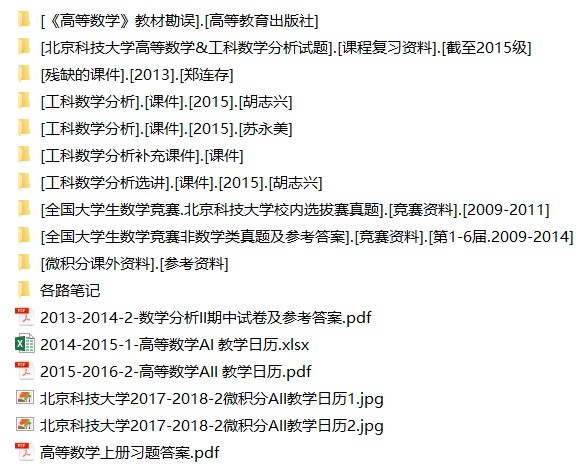 [《高等数学》教材勘误].[高等教育出版社]
[北京科技大学高等数学&工科数学分析试题].[课程复习资料].[截至2015级]
[残缺的课件].[2013].[郑连存]
[工科数学分析].[课件].[2015].[胡志兴]
[工科数学分析].[课件].[2015].[苏永美]
[工科数学分析补充课件].[课件]
[工科数学分析选讲].[课件].[2015].[胡志兴]
[全国大学生数学竞赛.北京科技大学校内选拔赛真题].[竞赛资料].[2009-2011]
[全国大学生数学竞赛非数学类真题及参考答案].[竞赛资料].[第1-6届.2009-2014]
[微积分课外资料].[参考资料]
各路笔记
2013-2014-2-数学分析II期中试卷及参考答案.pdf
2014-2015-1-高等数学AI 教学日历.xlsx
2015-2016-2-高等数学AII 教学日历.pdf
北京科技大学2017-2018-2微积分AII教学日历1.jpg
北京科技大学2017-2018-2微积分AII教学日历2.jpg
高等数学上册习题答案.pdf